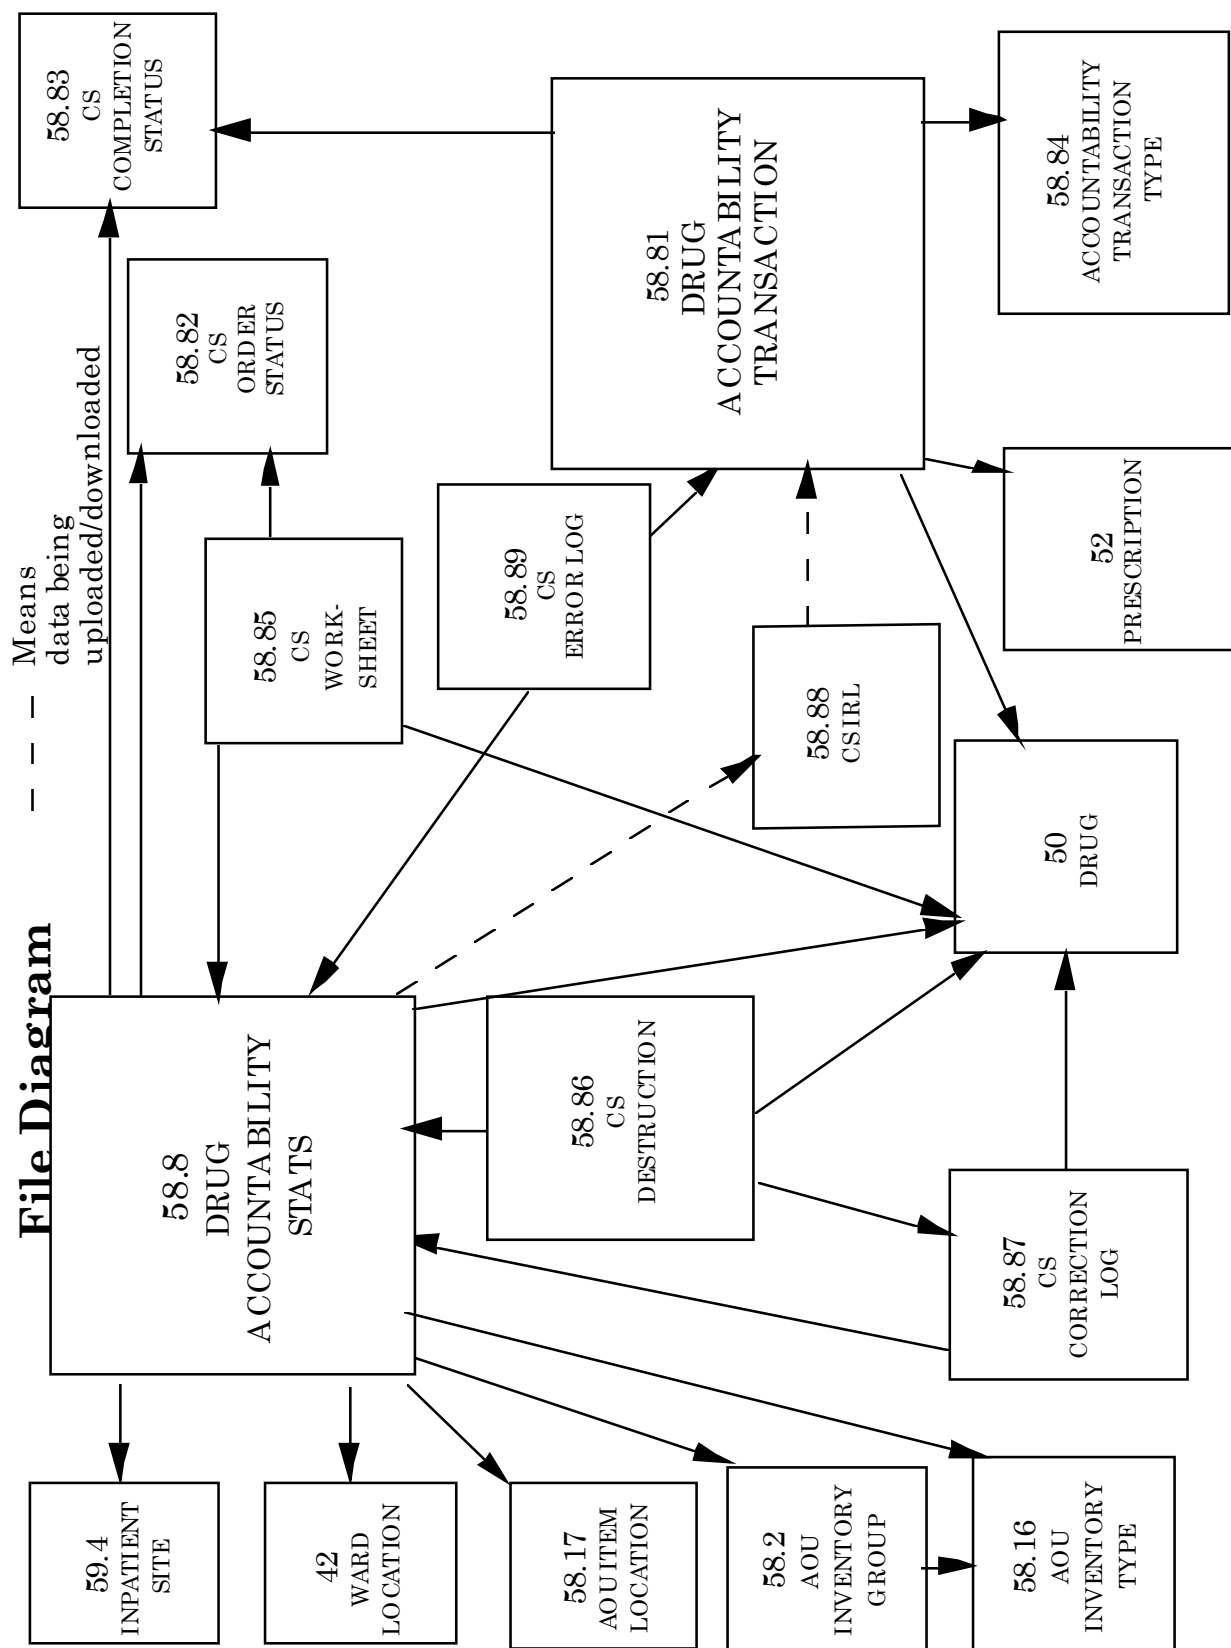 File Diagram
Means
data being
uploaded/downloaded
59.4
INPATIENT
SITE
42
WARD
LOCATION
58.17
AOU ITEM
LOCATION
58.2
AOU
INVENTORY
GROUP
58.16
AOU
INVENTORY
TYPE
58.8
DRUG
ACCOUNTABILITY
STATS
58.86
CS
DESTRUCTION
58.87
CS
CORRECTION
LOG
58.85
CS
WORK-
SHEET
58.89
CS
ERROR LOG
58.88
CSIRL
50
DRUG
58.83
CS
COMPLETION
STATUS
58.82
CS
ORDER
STATUS
58.81
DRUG
ACCOUNTABILITY
TRANSACTION
52
PRESCRIPTION
58.84
ACCOUNTABILITY
TRANSACTION
TYPE